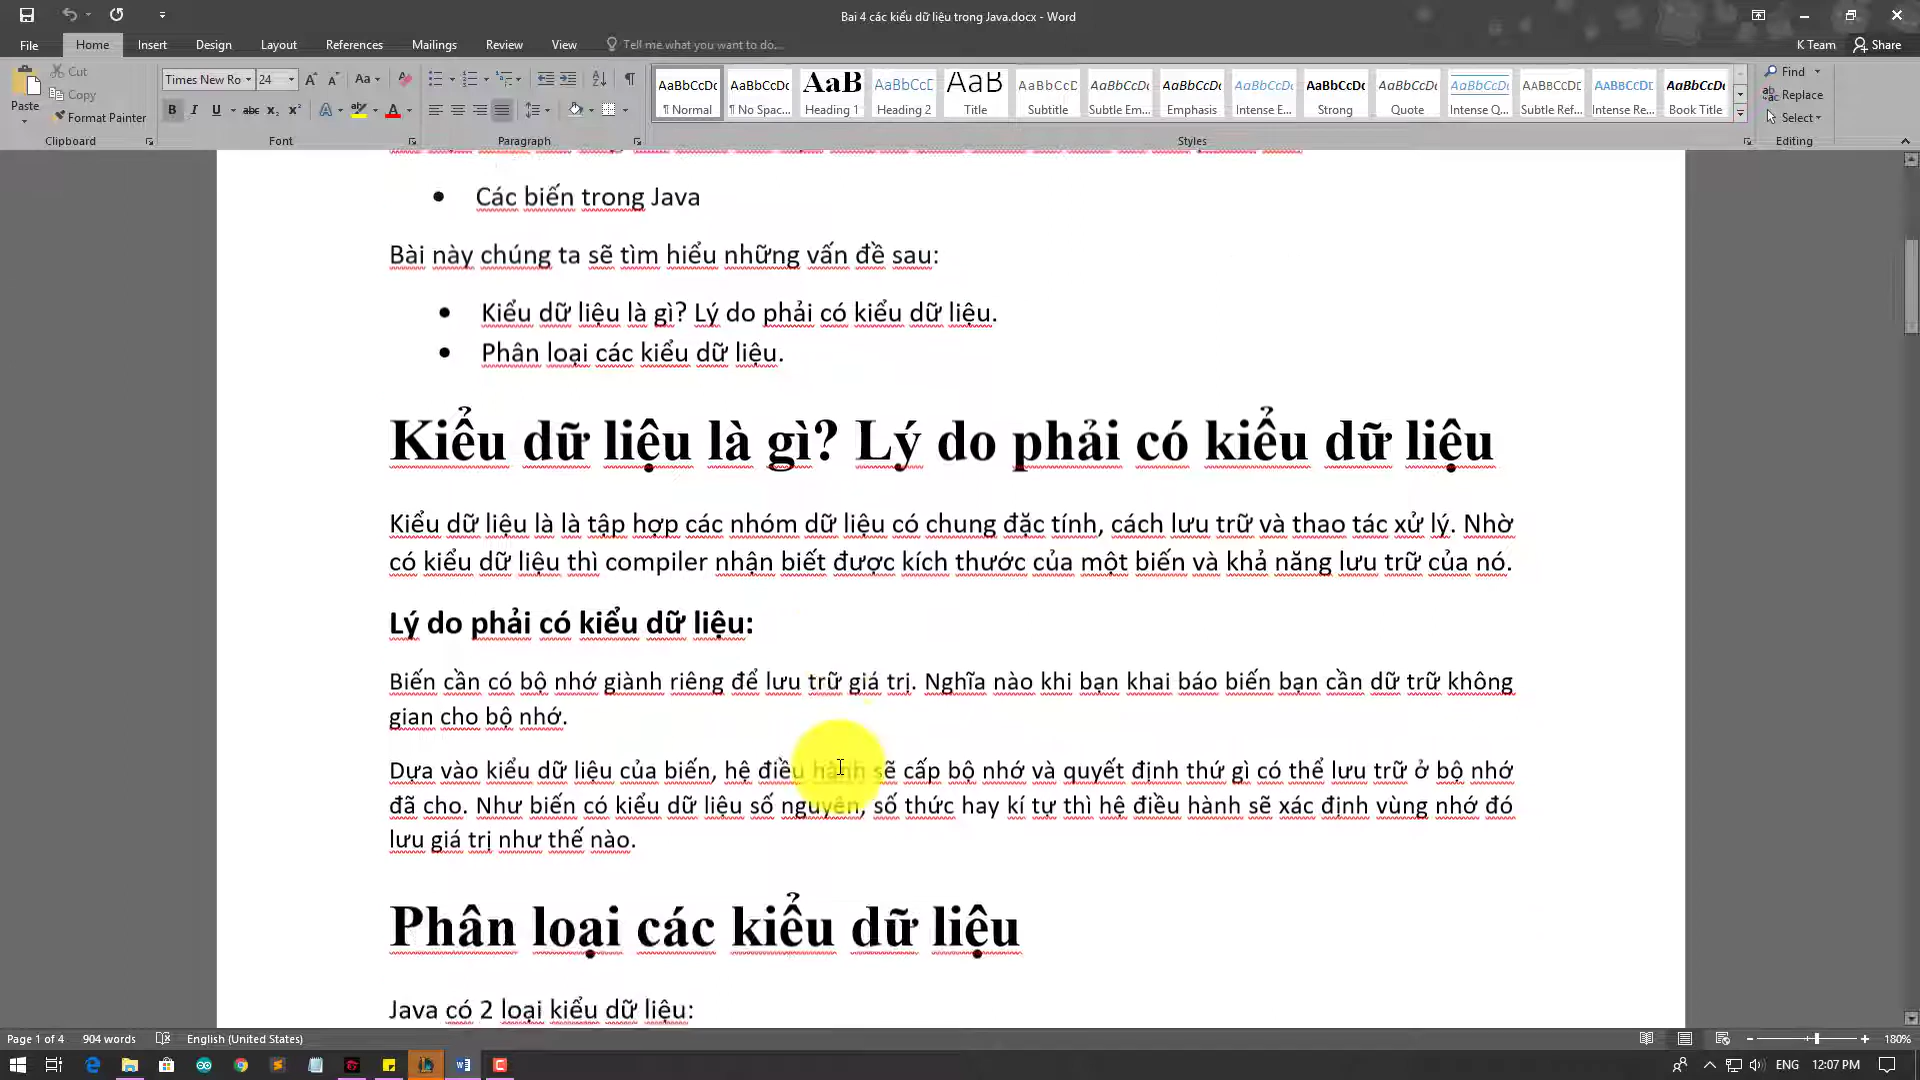 Bai 4 các kiểu dữ liệu trong Java.docx - Word
File Home Insert Design Layout References Mailings Review View Tell me what you want to do... K Team Share
Paste Cut Copy Format Painter
Times New Ro 24
AaBbCcDc ¶ Normal
AaBbCcDc ¶ No Spac...
AaB Heading 1
AaBbCcD Heading 2
AaB Title
AaBbCcD Subtitle
AaBbCcDc Subtle Em...
AaBbCcDc Emphasis
AaBbCcDc Intense E...
AaBbCcDc Strong
AaBbCcDc Quote
AaBbCcDc Intense Q...
AABBCCDC Subtle Ref...
AABBCCDC Intense Re...
AaBbCcDc Book Title
Find
Replace
Select
Clipboard Font Paragraph Styles Editing
Các biến trong Java
Bài này chúng ta sẽ tìm hiểu những vấn đề sau:
Kiểu dữ liệu là gì? Lý do phải có kiểu dữ liệu.
Phân loại các kiểu dữ liệu.
Kiểu dữ liệu là gì? Lý do phải có kiểu dữ liệu
Kiểu dữ liệu là là tập hợp các nhóm dữ liệu có chung đặc tính, cách lưu trữ và thao tác xử lý. Nhờ
có kiểu dữ liệu thì compiler nhận biết được kích thước của một biến và khả năng lưu trữ của nó.
Lý do phải có kiểu dữ liệu:
Biến cần có bộ nhớ giành riêng để lưu trữ giá trị. Nghĩa nào khi bạn khai báo biến bạn cần dữ trữ không
gian cho bộ nhớ.
Dựa vào kiểu dữ liệu của biến, hệ điều hành sẽ cấp bộ nhớ và quyết định thứ gì có thể lưu trữ ở bộ nhớ
đã cho. Như biến có kiểu dữ liệu số nguyên, số thức hay kí tự thì hệ điều hành sẽ xác định vùng nhớ đó
lưu giá trị như thế nào.
Phân loại các kiểu dữ liệu
Java có 2 loại kiểu dữ liệu:
Page 1 of 4 904 words English (United States) 180%
ENG 12:07 PM